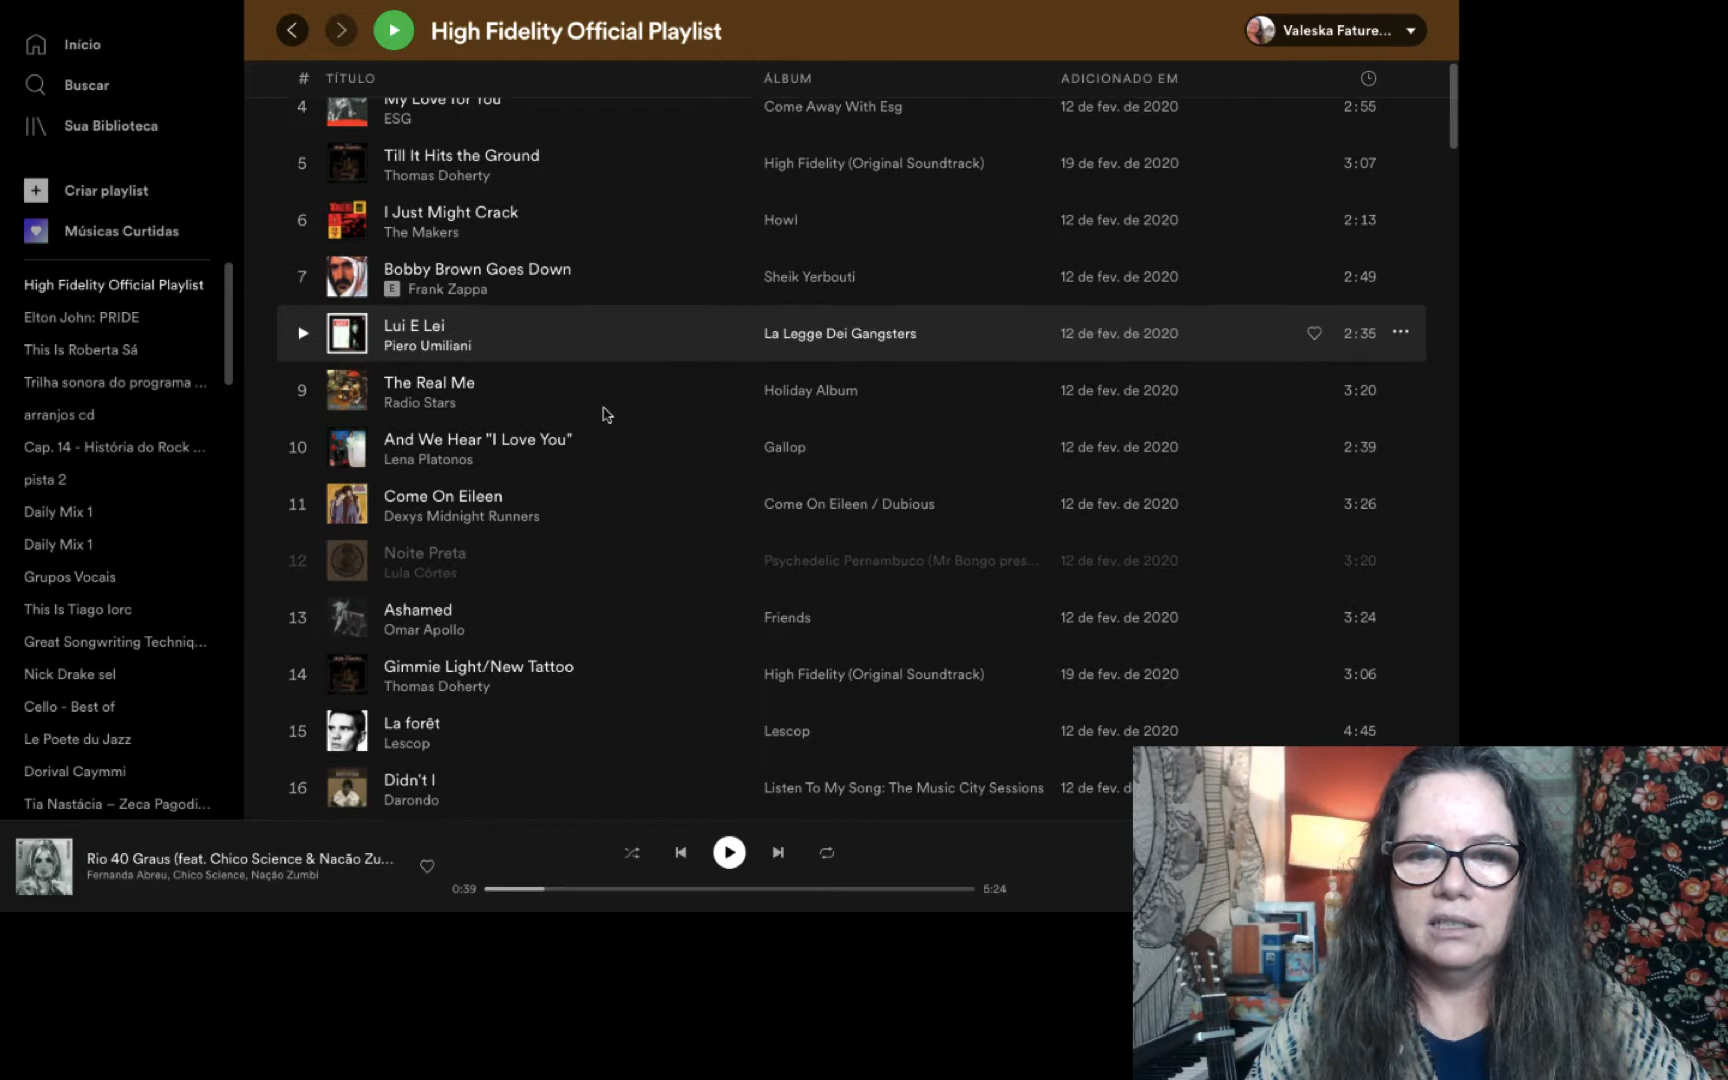 Início
Buscar
Sua Biblioteca
Criar playlist
Músicas Curtidas
High Fidelity Official Playlist
Elton John: PRIDE
This Is Roberta Sá
Trilha sonora do programa ...
arranjos cd
Cap. 14 - História do Rock ...
pista 2
Daily Mix 1
Daily Mix 1
Grupos Vocais
This Is Tiago Iorc
Great Songwriting Techniq...
Nick Drake sel
Cello - Best of
Le Poete du Jazz
Dorival Caymmi
Tia Nastácia – Zeca Pagodi...
High Fidelity Official Playlist
Valeska Fature...
# TÍTULO ÁLBUM ADICIONADO EM
4 My Love for You Come Away With Esg 12 de fev. de 2020 2:55
ESG
5 Till It Hits the Ground High Fidelity (Original Soundtrack) 19 de fev. de 2020 3:07
Thomas Doherty
6 I Just Might Crack Howl 12 de fev. de 2020 2:13
The Makers
7 Bobby Brown Goes Down Sheik Yerbouti 12 de fev. de 2020 2:49
E Frank Zappa
Lui E Lei La Legge Dei Gangsters 12 de fev. de 2020 2:35 ...
Piero Umiliani
9 The Real Me Holiday Album 12 de fev. de 2020 3:20
Radio Stars
10 And We Hear "I Love You" Gallop 12 de fev. de 2020 2:39
Lena Platonos
11 Come On Eileen Come On Eileen / Dubious 12 de fev. de 2020 3:26
Dexys Midnight Runners
12 Noite Preta Psychedelic Pernambuco (Mr Bongo pres... 12 de fev. de 2020 3:20
Lula Côrtes
13 Ashamed Friends 12 de fev. de 2020 3:24
Omar Apollo
14 Gimmie Light/New Tattoo High Fidelity (Original Soundtrack) 19 de fev. de 2020 3:06
Thomas Doherty
15 La forêt Lescop 12 de fev. de 2020 4:45
Lescop
16 Didn't I Listen To My Song: The Music City Sessions 12 de fev. d
Darondo
Rio 40 Graus (feat. Chico Science & Nação Zu...
Fernanda Abreu, Chico Science, Nação Zumbi
0:39 5:24